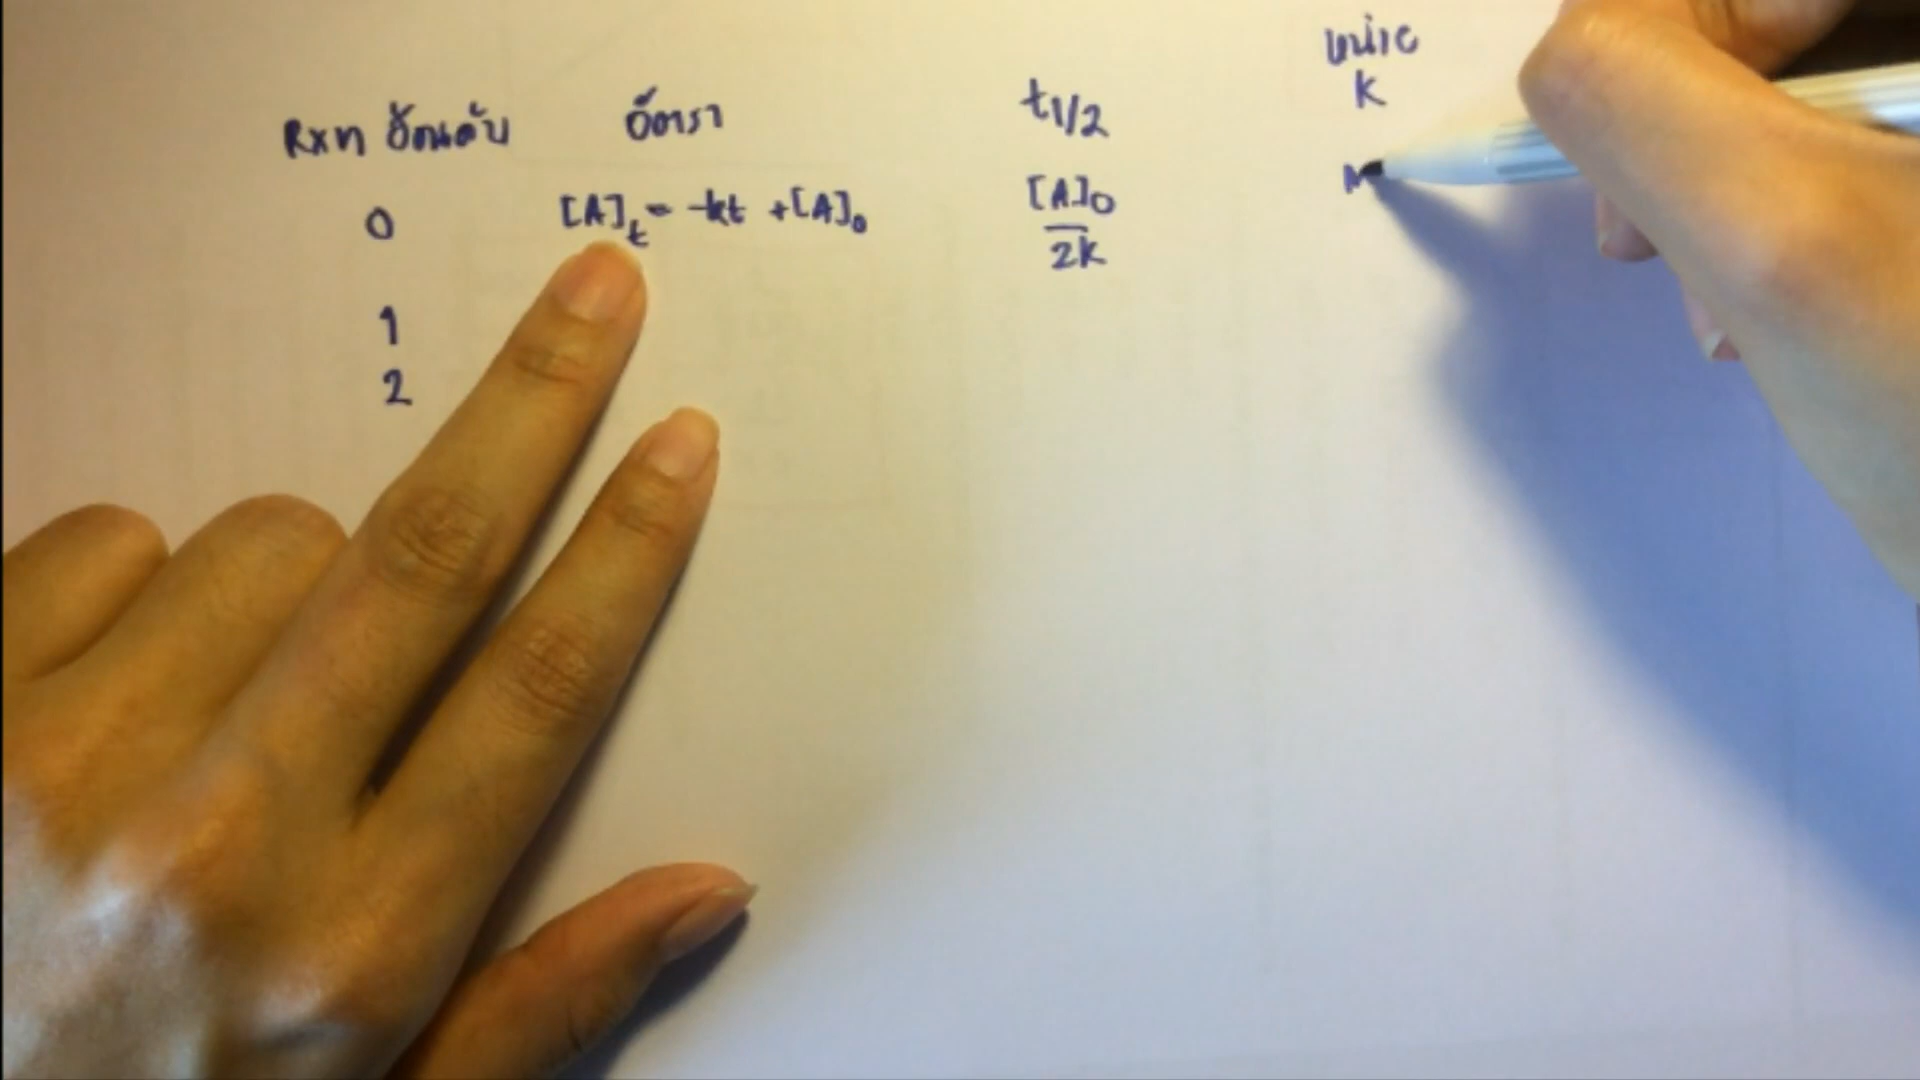 Rxn อันดับ อัตรา t1/2 หน่วย k
0 [A]t = -kt + [A]0 [A]0/2k M
1
2